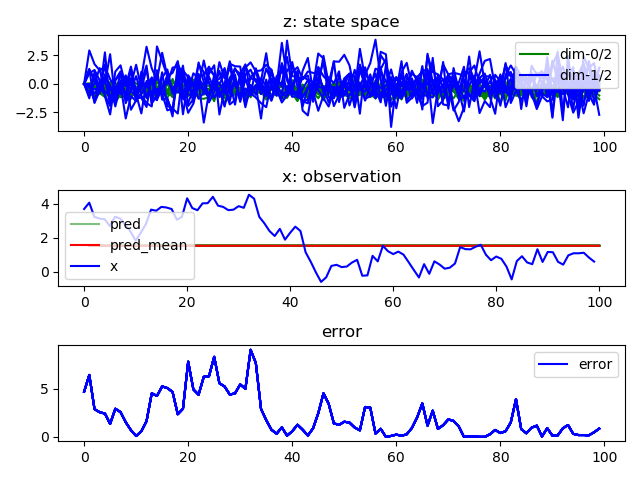 z: state space
2.5
0.0
−2.5
dim-0/2
dim-1/2
0 20 40 60 80 100
x: observation
4
2
0
pred
pred_mean
x
0 20 40 60 80 100
error
5
0
error
0 20 40 60 80 100